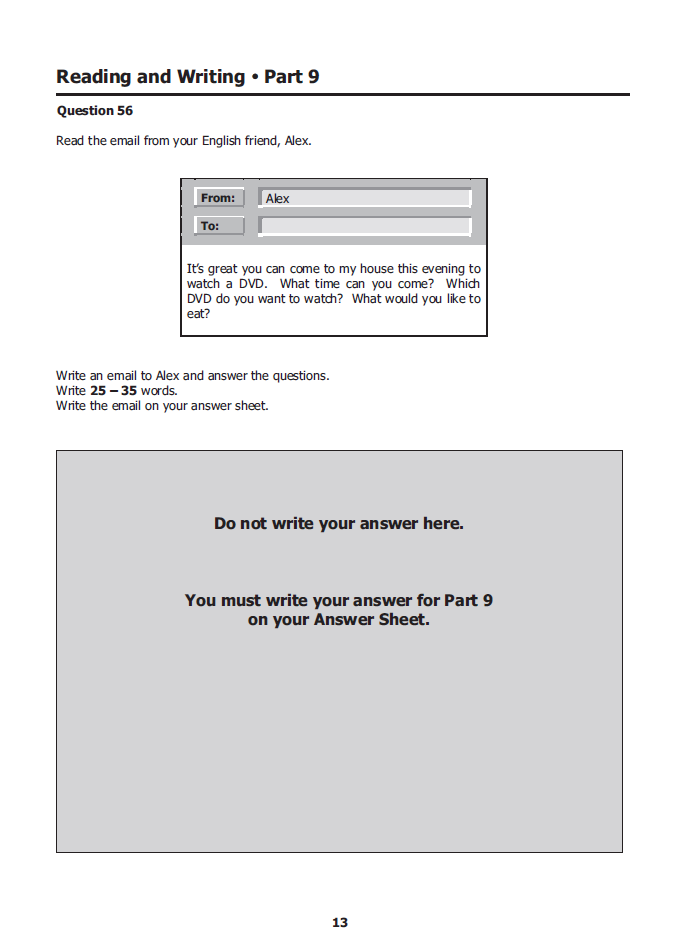 Reading and Writing • Part 9
Question 56
Read the email from your English friend, Alex.
From: Alex
To:
It's great you can come to my house this evening to
watch a DVD. What time can you come? Which
DVD do you want to watch? What would you like to
eat?
Write an email to Alex and answer the questions.
Write 25 – 35 words.
Write the email on your answer sheet.
Do not write your answer here.
You must write your answer for Part 9
on your Answer Sheet.
13